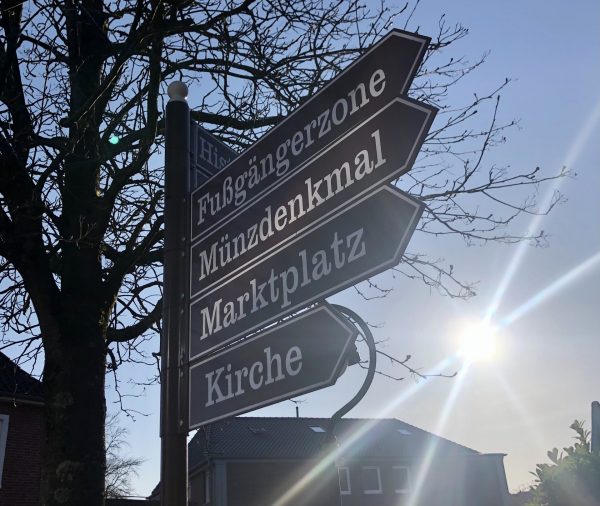 Fußgängerzone
Münzdenkmal
Marktplatz
Kirche